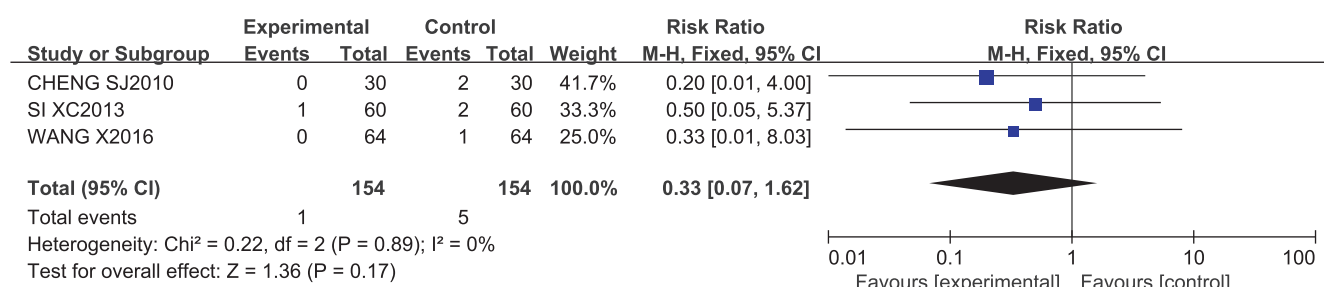 Experimental Control Risk Ratio Risk Ratio
Study or Subgroup Events Total Events Total Weight M-H, Fixed, 95% CI M-H, Fixed, 95% CI
CHENG SJ2010 0 30 2 30 41.7% 0.20 [0.01, 4.00]
SI XC2013 1 60 2 60 33.3% 0.50 [0.05, 5.37]
WANG X2016 0 64 1 64 25.0% 0.33 [0.01, 8.03]
Total (95% CI) 154 154 100.0% 0.33 [0.07, 1.62]
Total events 1 5
Heterogeneity: Chi² = 0.22, df = 2 (P = 0.89); I² = 0%
Test for overall effect: Z = 1.36 (P = 0.17)
0.01 0.1 1 10 100
Favours [experimental] Favours [control]